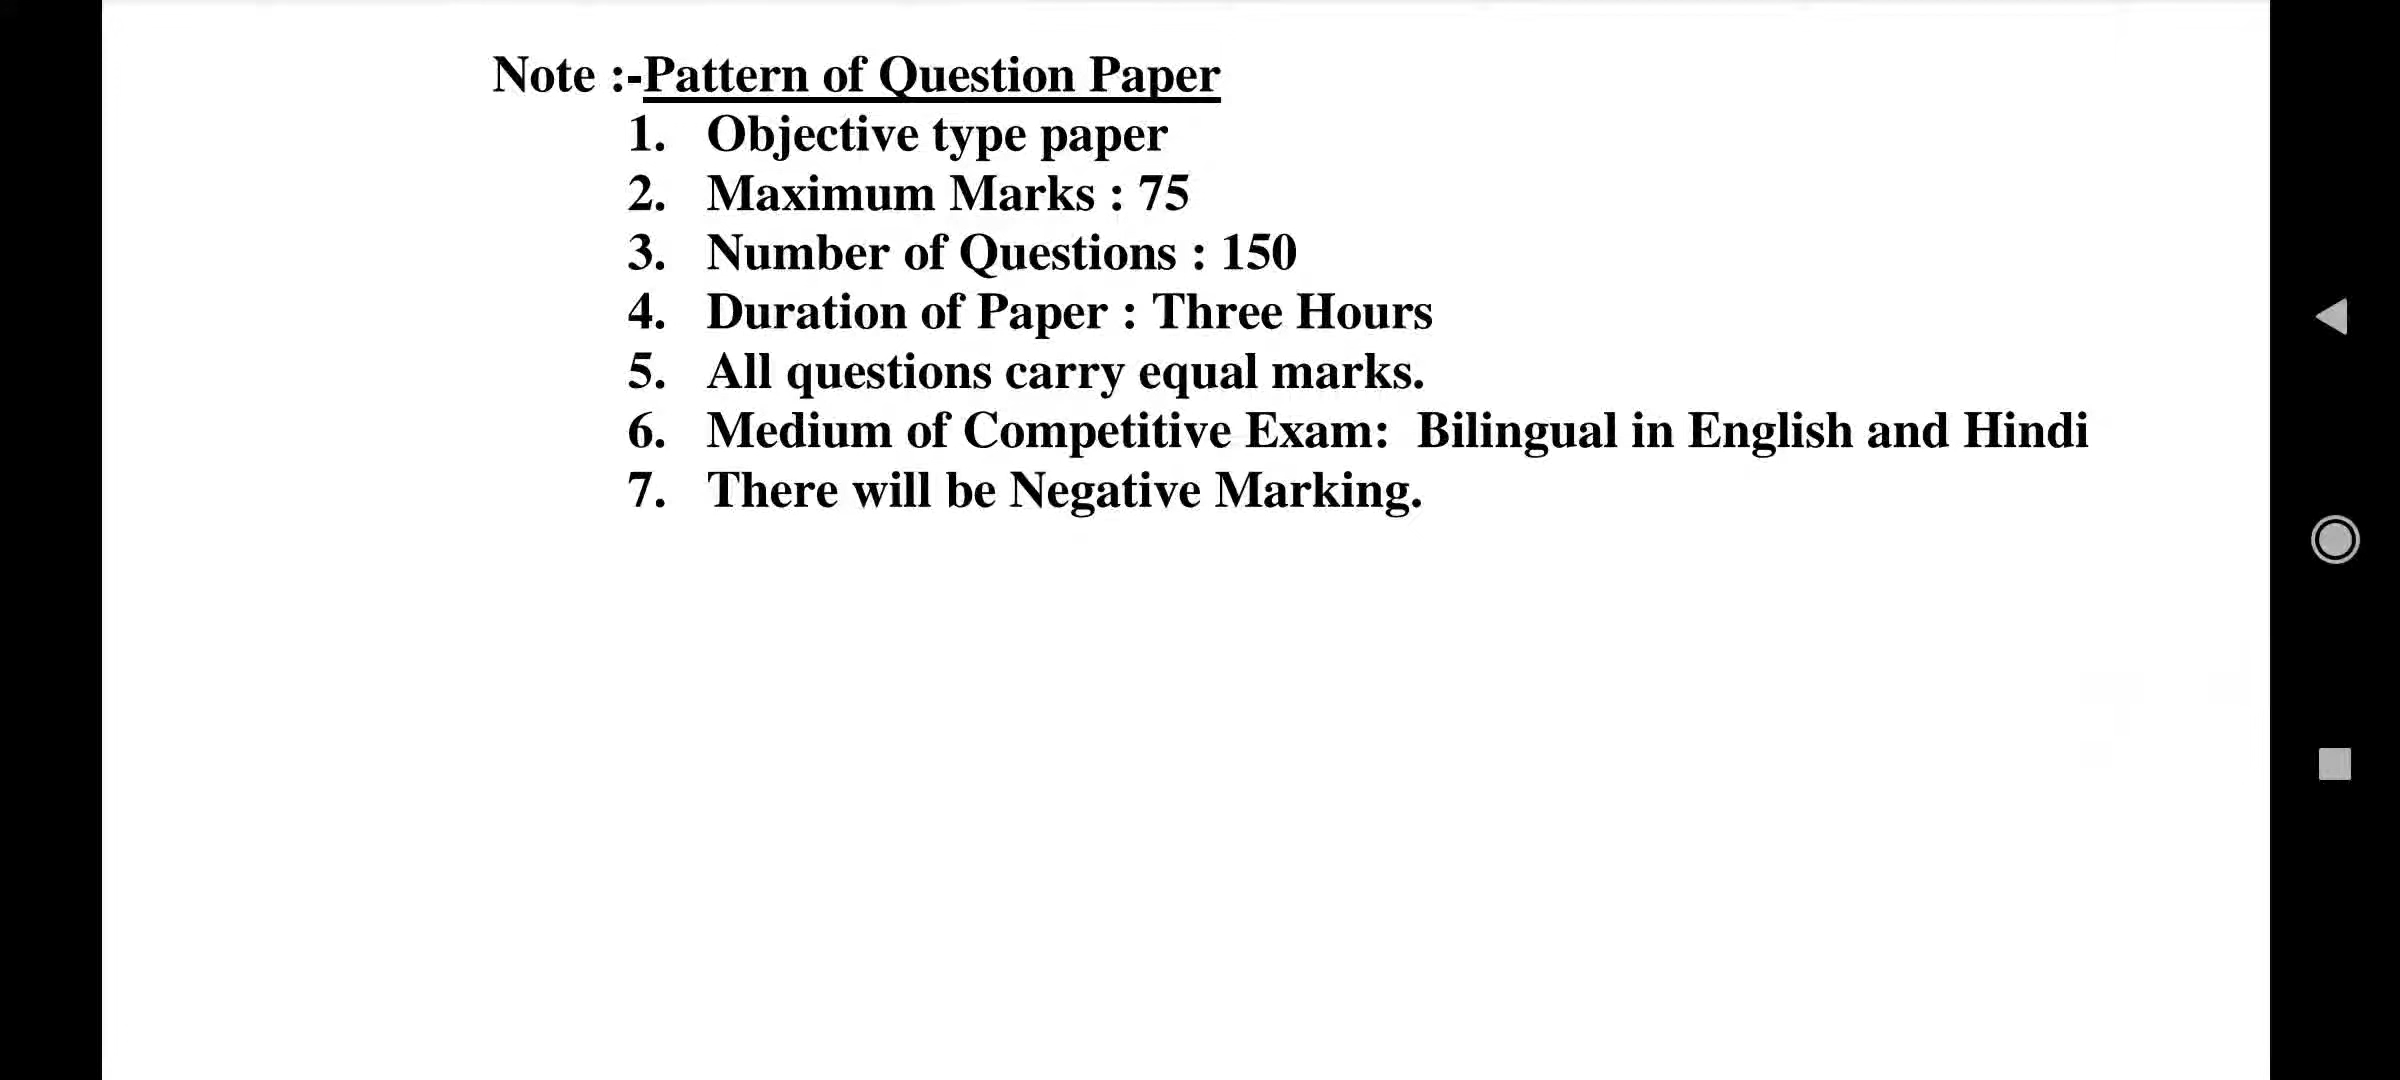 Note :-Pattern of Question Paper
1. Objective type paper
2. Maximum Marks : 75
3. Number of Questions : 150
4. Duration of Paper : Three Hours
5. All questions carry equal marks.
6. Medium of Competitive Exam: Bilingual in English and Hindi
7. There will be Negative Marking.